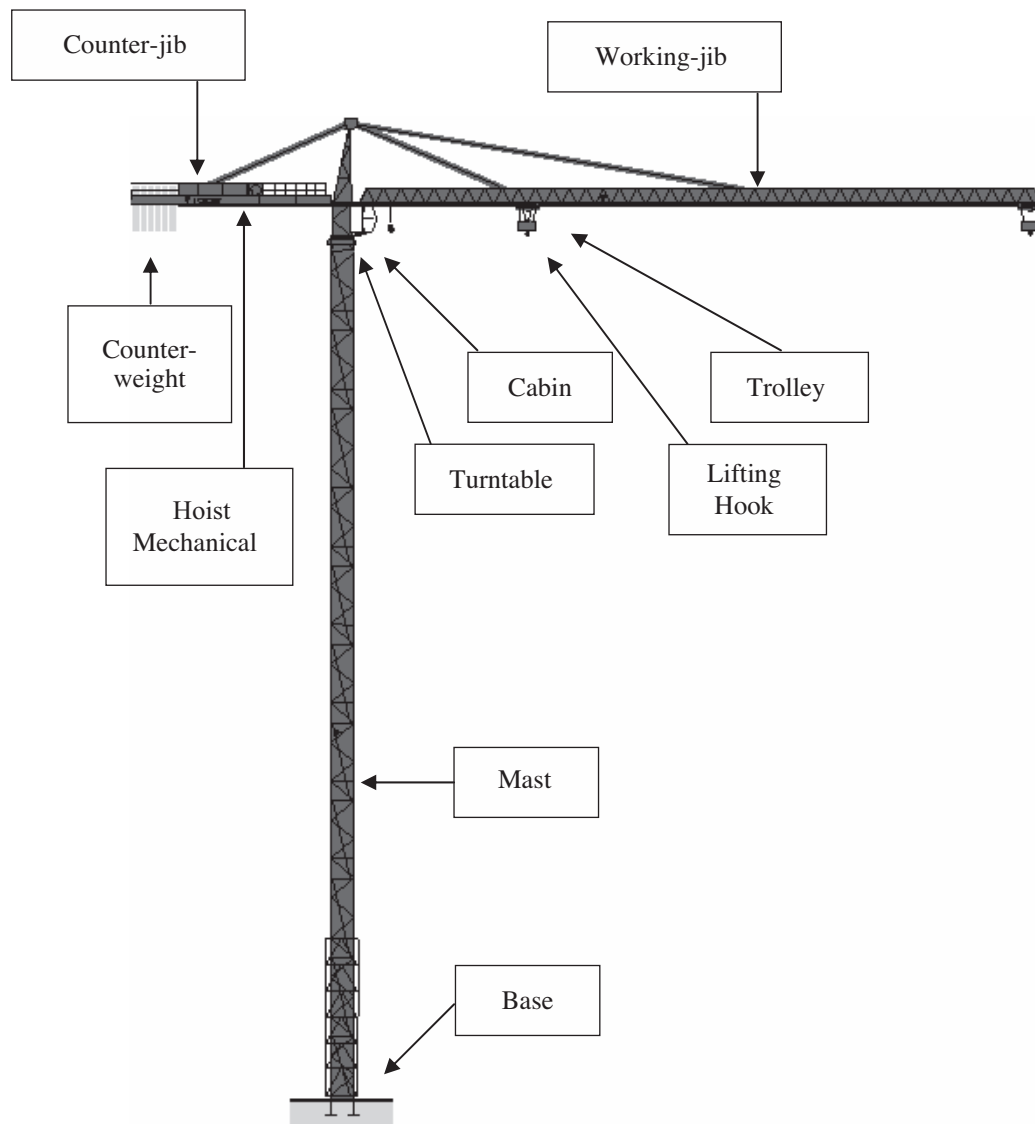 Counter-jib
Working-jib
Counter-
weight
Cabin
Trolley
Turntable
Lifting
Hook
Hoist
Mechanical
Mast
Base